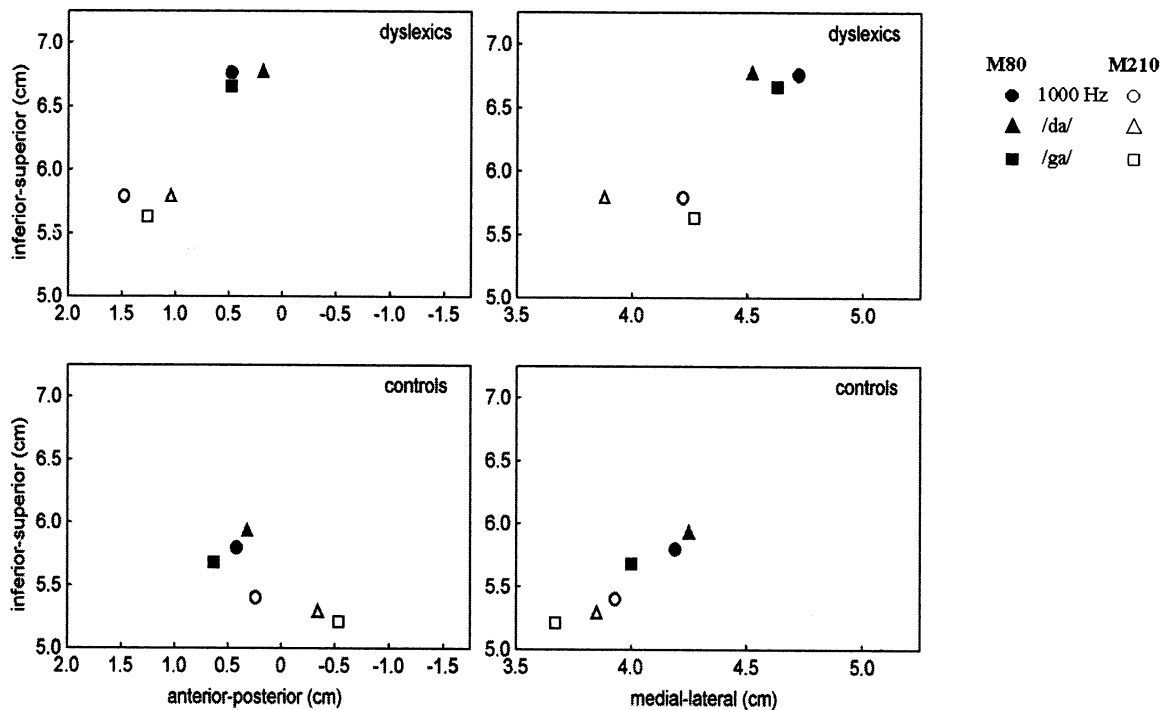 dyslexics
7.0
6.5
6.0
5.5
5.0
inferior-superior (cm)
2.0 1.5 1.0 0.5 0 -0.5 -1.0 -1.5
dyslexics
7.0
6.5
6.0
5.5
5.0
3.5 4.0 4.5 5.0
M80 M210
1000 Hz
/da/
/ga/
controls
7.0
6.5
6.0
5.5
5.0
inferior-superior (cm)
2.0 1.5 1.0 0.5 0 -0.5 -1.0 -1.5
anterior-posterior (cm)
controls
7.0
6.5
6.0
5.5
5.0
3.5 4.0 4.5 5.0
medial-lateral (cm)